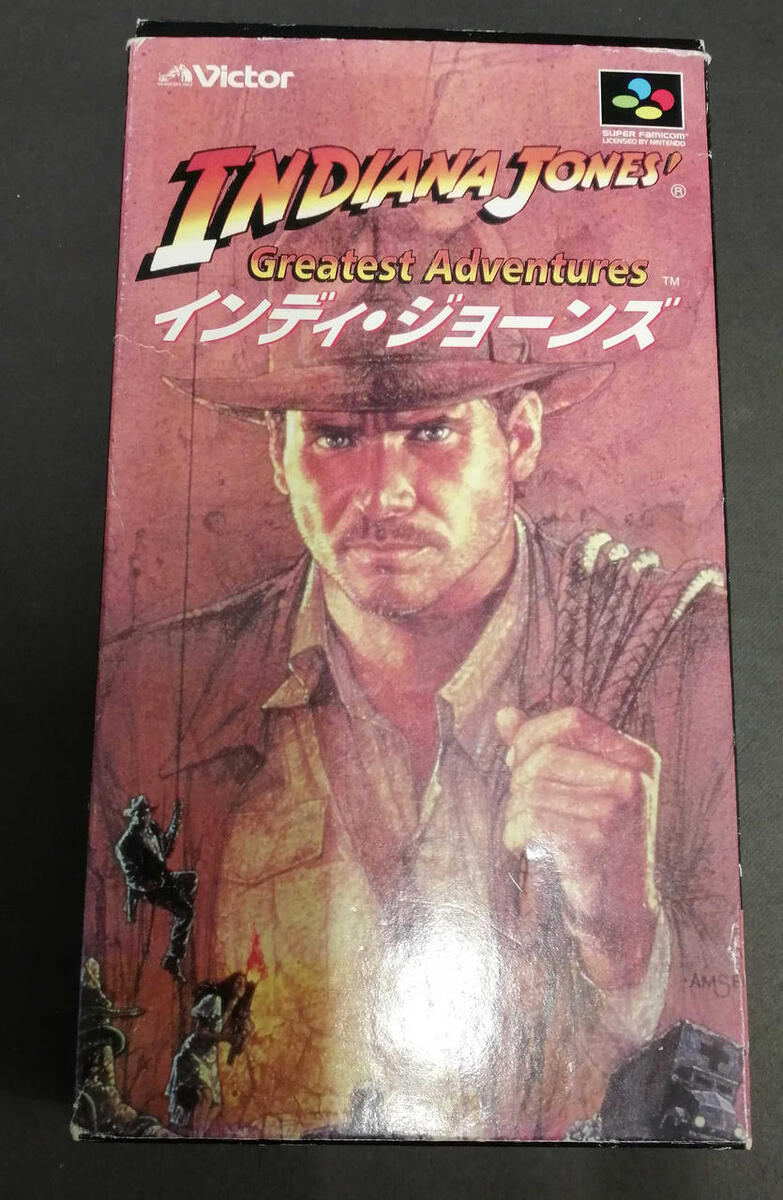 Victor
SUPER FAMICOM®
LICENSED BY NINTENDO
INDIANA JONES'®
Greatest Adventures™
インディ・ジョーンズ
AMSE